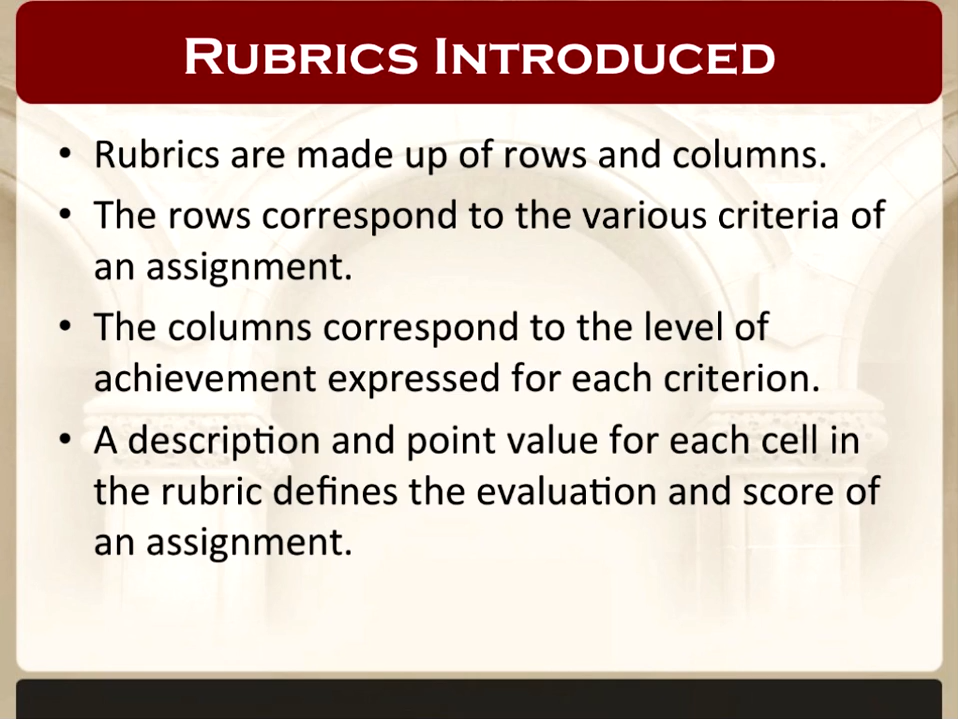 Rubrics Introduced
• Rubrics are made up of rows and columns.
• The rows correspond to the various criteria of
an assignment.
• The columns correspond to the level of
achievement expressed for each criterion.
• A description and point value for each cell in
the rubric defines the evaluation and score of
an assignment.